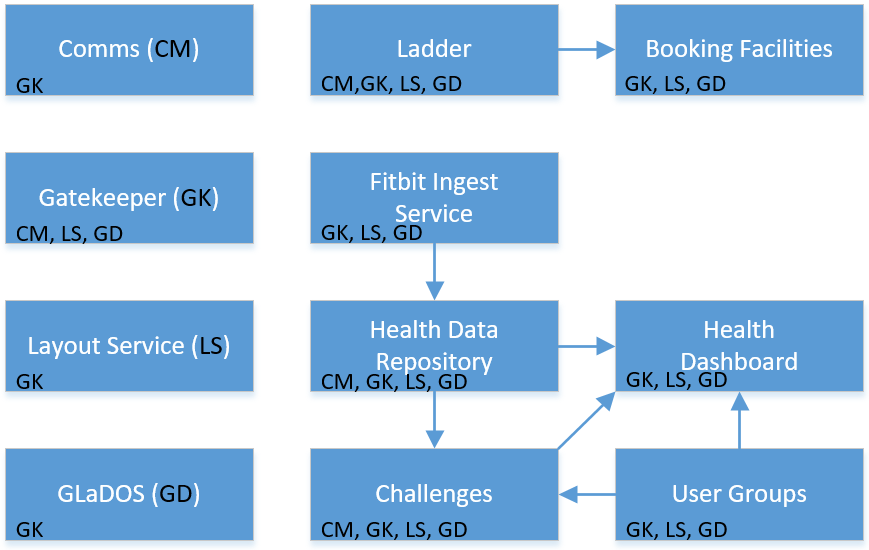 Comms (CM)
GK
Ladder
CM,GK, LS, GD
Booking Facilities
GK, LS, GD
Gatekeeper (GK)
CM, LS, GD
Fitbit Ingest
Service
GK, LS, GD
Layout Service (LS)
GK
Health Data
Repository
CM, GK, LS, GD
Health
Dashboard
GK, LS, GD
GLaDOS (GD)
GK
Challenges
CM, GK, LS, GD
User Groups
GK, LS, GD